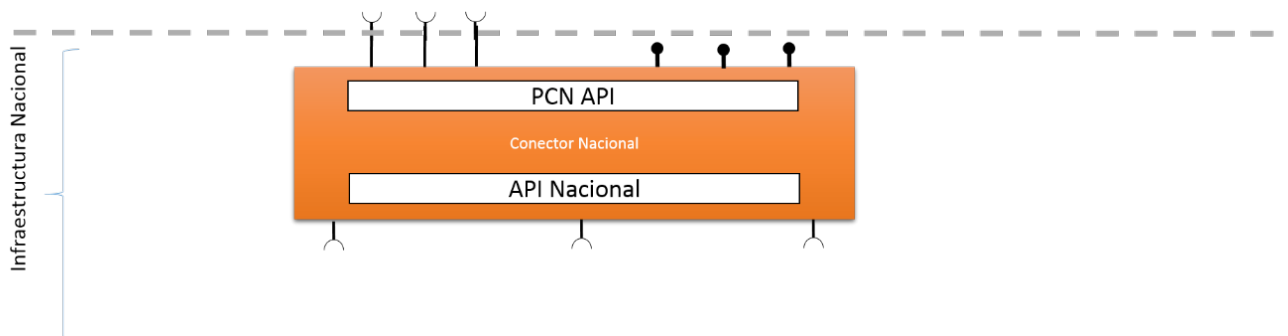 Infraestructura Nacional
PCN API
Conector Nacional
API Nacional